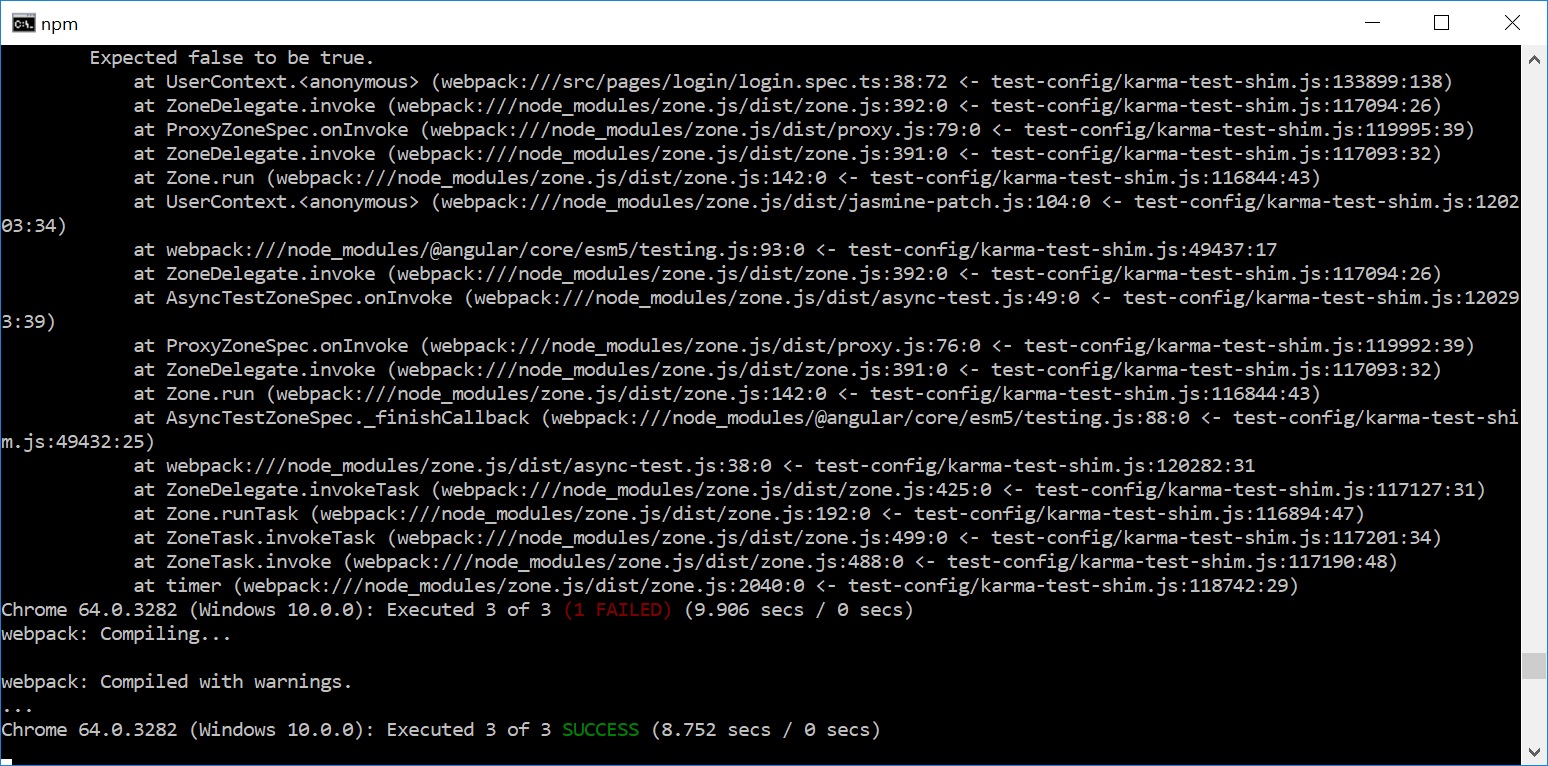 npm
Expected false to be true.
at UserContext.<anonymous> (webpack:///src/pages/login/login.spec.ts:38:72 <- test-config/karma-test-shim.js:133899:138)
at ZoneDelegate.invoke (webpack:///node_modules/zone.js/dist/zone.js:392:0 <- test-config/karma-test-shim.js:117094:26)
at ProxyZoneSpec.onInvoke (webpack:///node_modules/zone.js/dist/proxy.js:79:0 <- test-config/karma-test-shim.js:119995:39)
at ZoneDelegate.invoke (webpack:///node_modules/zone.js/dist/zone.js:391:0 <- test-config/karma-test-shim.js:117093:32)
at Zone.run (webpack:///node_modules/zone.js/dist/zone.js:142:0 <- test-config/karma-test-shim.js:116844:43)
at UserContext.<anonymous> (webpack:///node_modules/zone.js/dist/jasmine-patch.js:104:0 <- test-config/karma-test-shim.js:1202
03:34)
at webpack:///node_modules/@angular/core/esm5/testing.js:93:0 <- test-config/karma-test-shim.js:49437:17
at ZoneDelegate.invoke (webpack:///node_modules/zone.js/dist/zone.js:392:0 <- test-config/karma-test-shim.js:117094:26)
at AsyncTestZoneSpec.onInvoke (webpack:///node_modules/zone.js/dist/async-test.js:49:0 <- test-config/karma-test-shim.js:12029
3:39)
at ProxyZoneSpec.onInvoke (webpack:///node_modules/zone.js/dist/proxy.js:76:0 <- test-config/karma-test-shim.js:119992:39)
at ZoneDelegate.invoke (webpack:///node_modules/zone.js/dist/zone.js:391:0 <- test-config/karma-test-shim.js:117093:32)
at Zone.run (webpack:///node_modules/zone.js/dist/zone.js:142:0 <- test-config/karma-test-shim.js:116844:43)
at AsyncTestZoneSpec._finishCallback (webpack:///node_modules/@angular/core/esm5/testing.js:88:0 <- test-config/karma-test-shi
m.js:49432:25)
at webpack:///node_modules/zone.js/dist/async-test.js:38:0 <- test-config/karma-test-shim.js:120282:31
at ZoneDelegate.invokeTask (webpack:///node_modules/zone.js/dist/zone.js:425:0 <- test-config/karma-test-shim.js:117127:31)
at Zone.runTask (webpack:///node_modules/zone.js/dist/zone.js:192:0 <- test-config/karma-test-shim.js:116894:47)
at ZoneTask.invokeTask (webpack:///node_modules/zone.js/dist/zone.js:499:0 <- test-config/karma-test-shim.js:117201:34)
at ZoneTask.invoke (webpack:///node_modules/zone.js/dist/zone.js:488:0 <- test-config/karma-test-shim.js:117190:48)
at timer (webpack:///node_modules/zone.js/dist/zone.js:2040:0 <- test-config/karma-test-shim.js:118742:29)
Chrome 64.0.3282 (Windows 10.0.0): Executed 3 of 3 (1 FAILED) (9.906 secs / 0 secs)
webpack: Compiling...
webpack: Compiled with warnings.
...
Chrome 64.0.3282 (Windows 10.0.0): Executed 3 of 3 SUCCESS (8.752 secs / 0 secs)